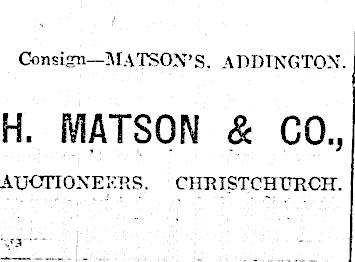 Consign—MATSON'S, ADDINGTON.
H. MATSON & CO.,
AUCTIONEERS. CHRISTCHURCH.